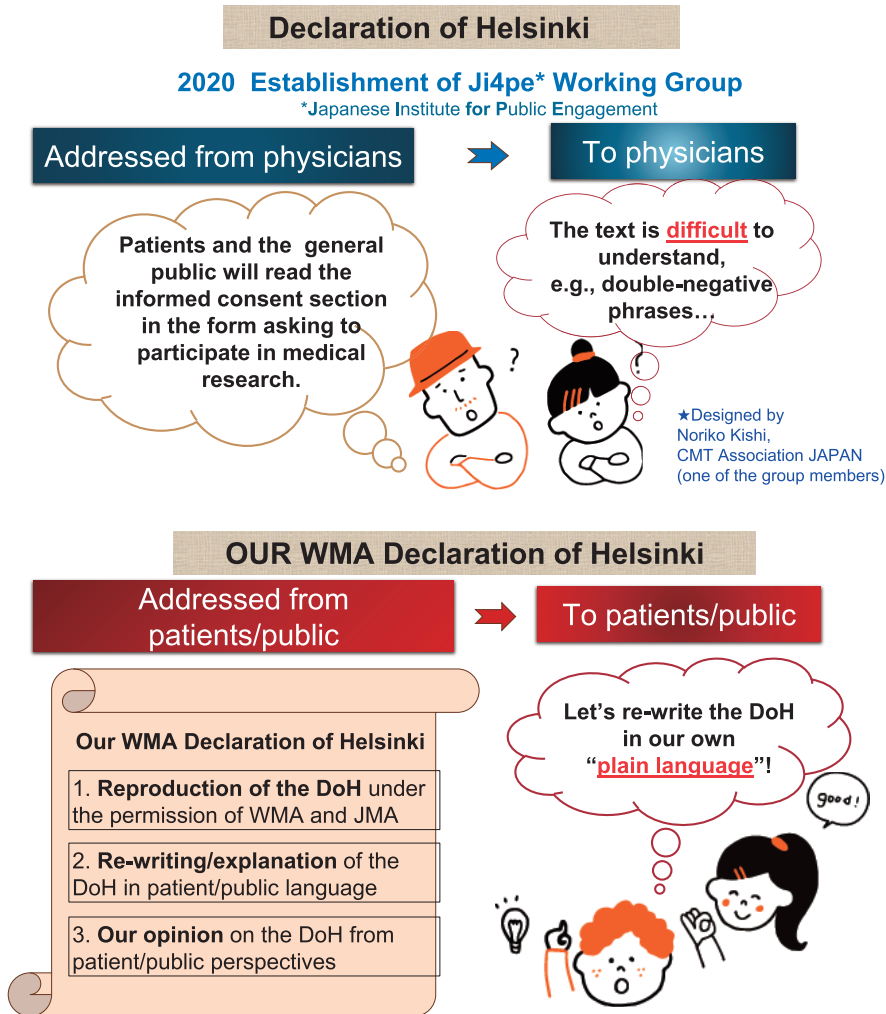 Declaration of Helsinki
2020 Establishment of Ji4pe* Working Group
*Japanese Institute for Public Engagement
Addressed from physicians
To physicians
Patients and the general
public will read the
informed consent section
in the form asking to
participate in medical
research.
The text is difficult to
understand,
e.g., double-negative
phrases…
?
?
★Designed by
Noriko Kishi,
CMT Association JAPAN
(one of the group members)
OUR WMA Declaration of Helsinki
Addressed from
patients/public
To patients/public
Our WMA Declaration of Helsinki
1. Reproduction of the DoH under
the permission of WMA and JMA
2. Re-writing/explanation of the
DoH in patient/public language
3. Our opinion on the DoH from
patient/public perspectives
Let's re-write the DoH
in our own
“plain language”!
good!